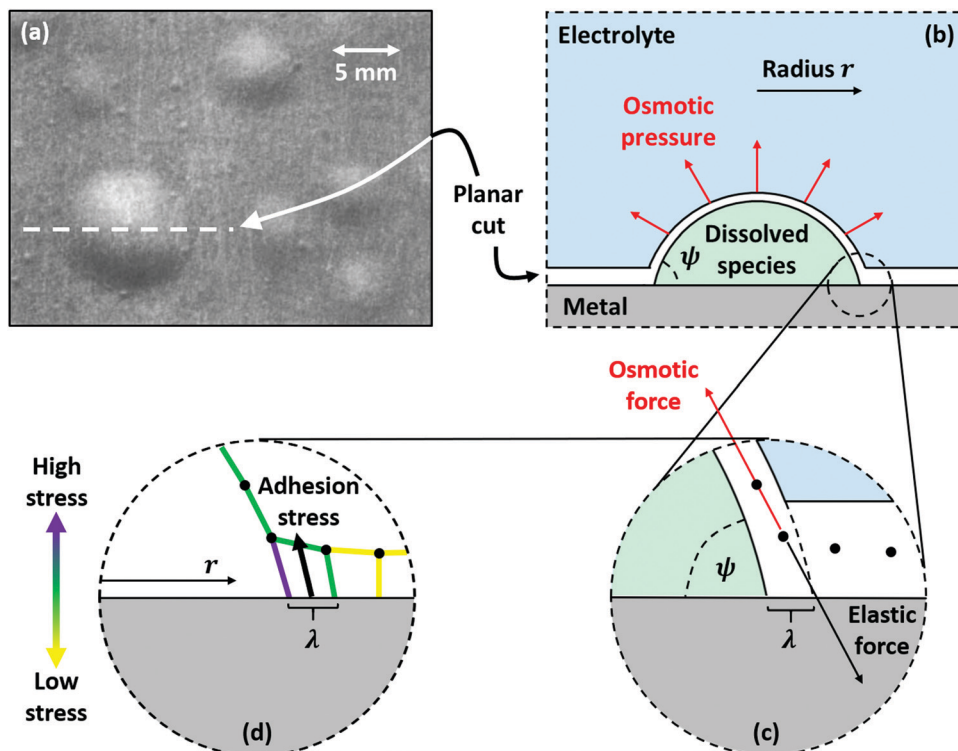 (a)
5 mm
Electrolyte
(b)
Radius r
Osmotic
pressure
Planar
cut
Dissolved
species
ψ
Metal
Osmotic
force
High
stress
Adhesion
stress
r
ψ
λ
λ
Elastic
force
Low
stress
(d)
(c)